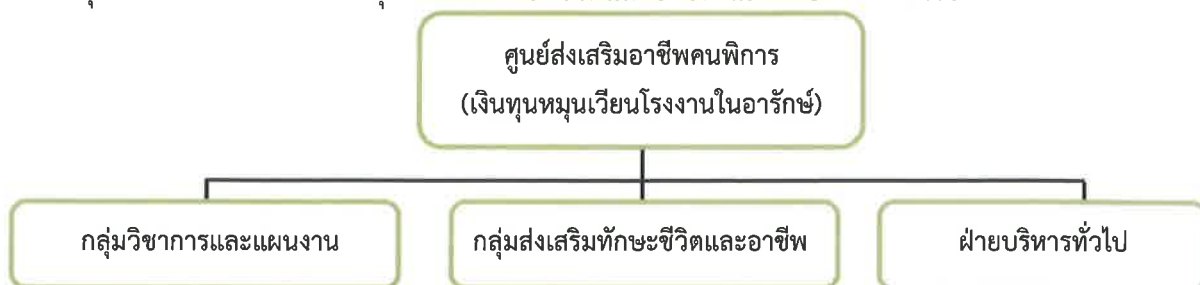 ศูนย์ส่งเสริมอาชีพคนพิการ
(เงินทุนหมุนเวียนโรงงานในอารักษ์)
กลุ่มวิชาการและแผนงาน
กลุ่มส่งเสริมทักษะชีวิตและอาชีพ
ฝ่ายบริหารทั่วไป